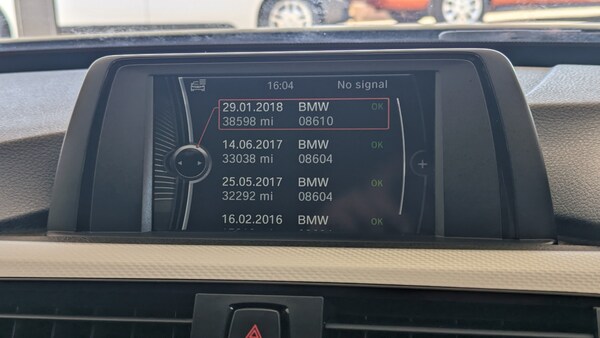 16:04 No signal
29.01.2018 BMW OK
38598 mi 08610
14.06.2017 BMW OK
33038 mi 08604
25.05.2017 BMW OK
32292 mi 08604
16.02.2016 BMW OK